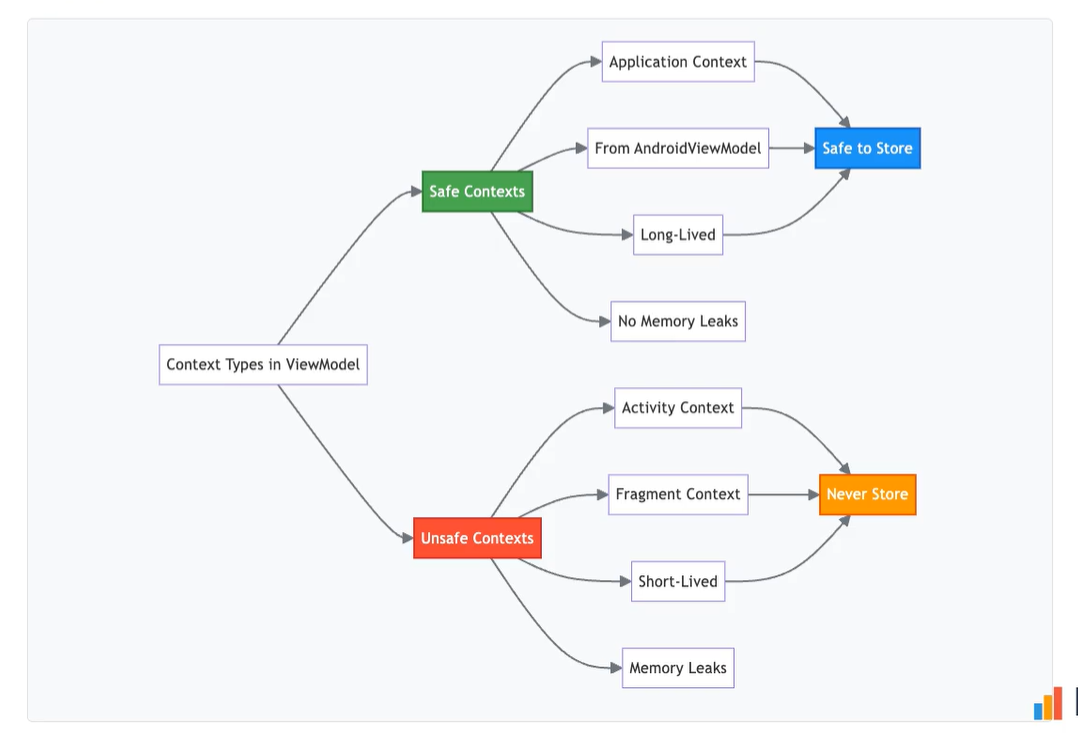 Application Context
From AndroidViewModel
Safe to Store
Safe Contexts
Long-Lived
No Memory Leaks
Context Types in ViewModel
Activity Context
Fragment Context
Never Store
Unsafe Contexts
Short-Lived
Memory Leaks